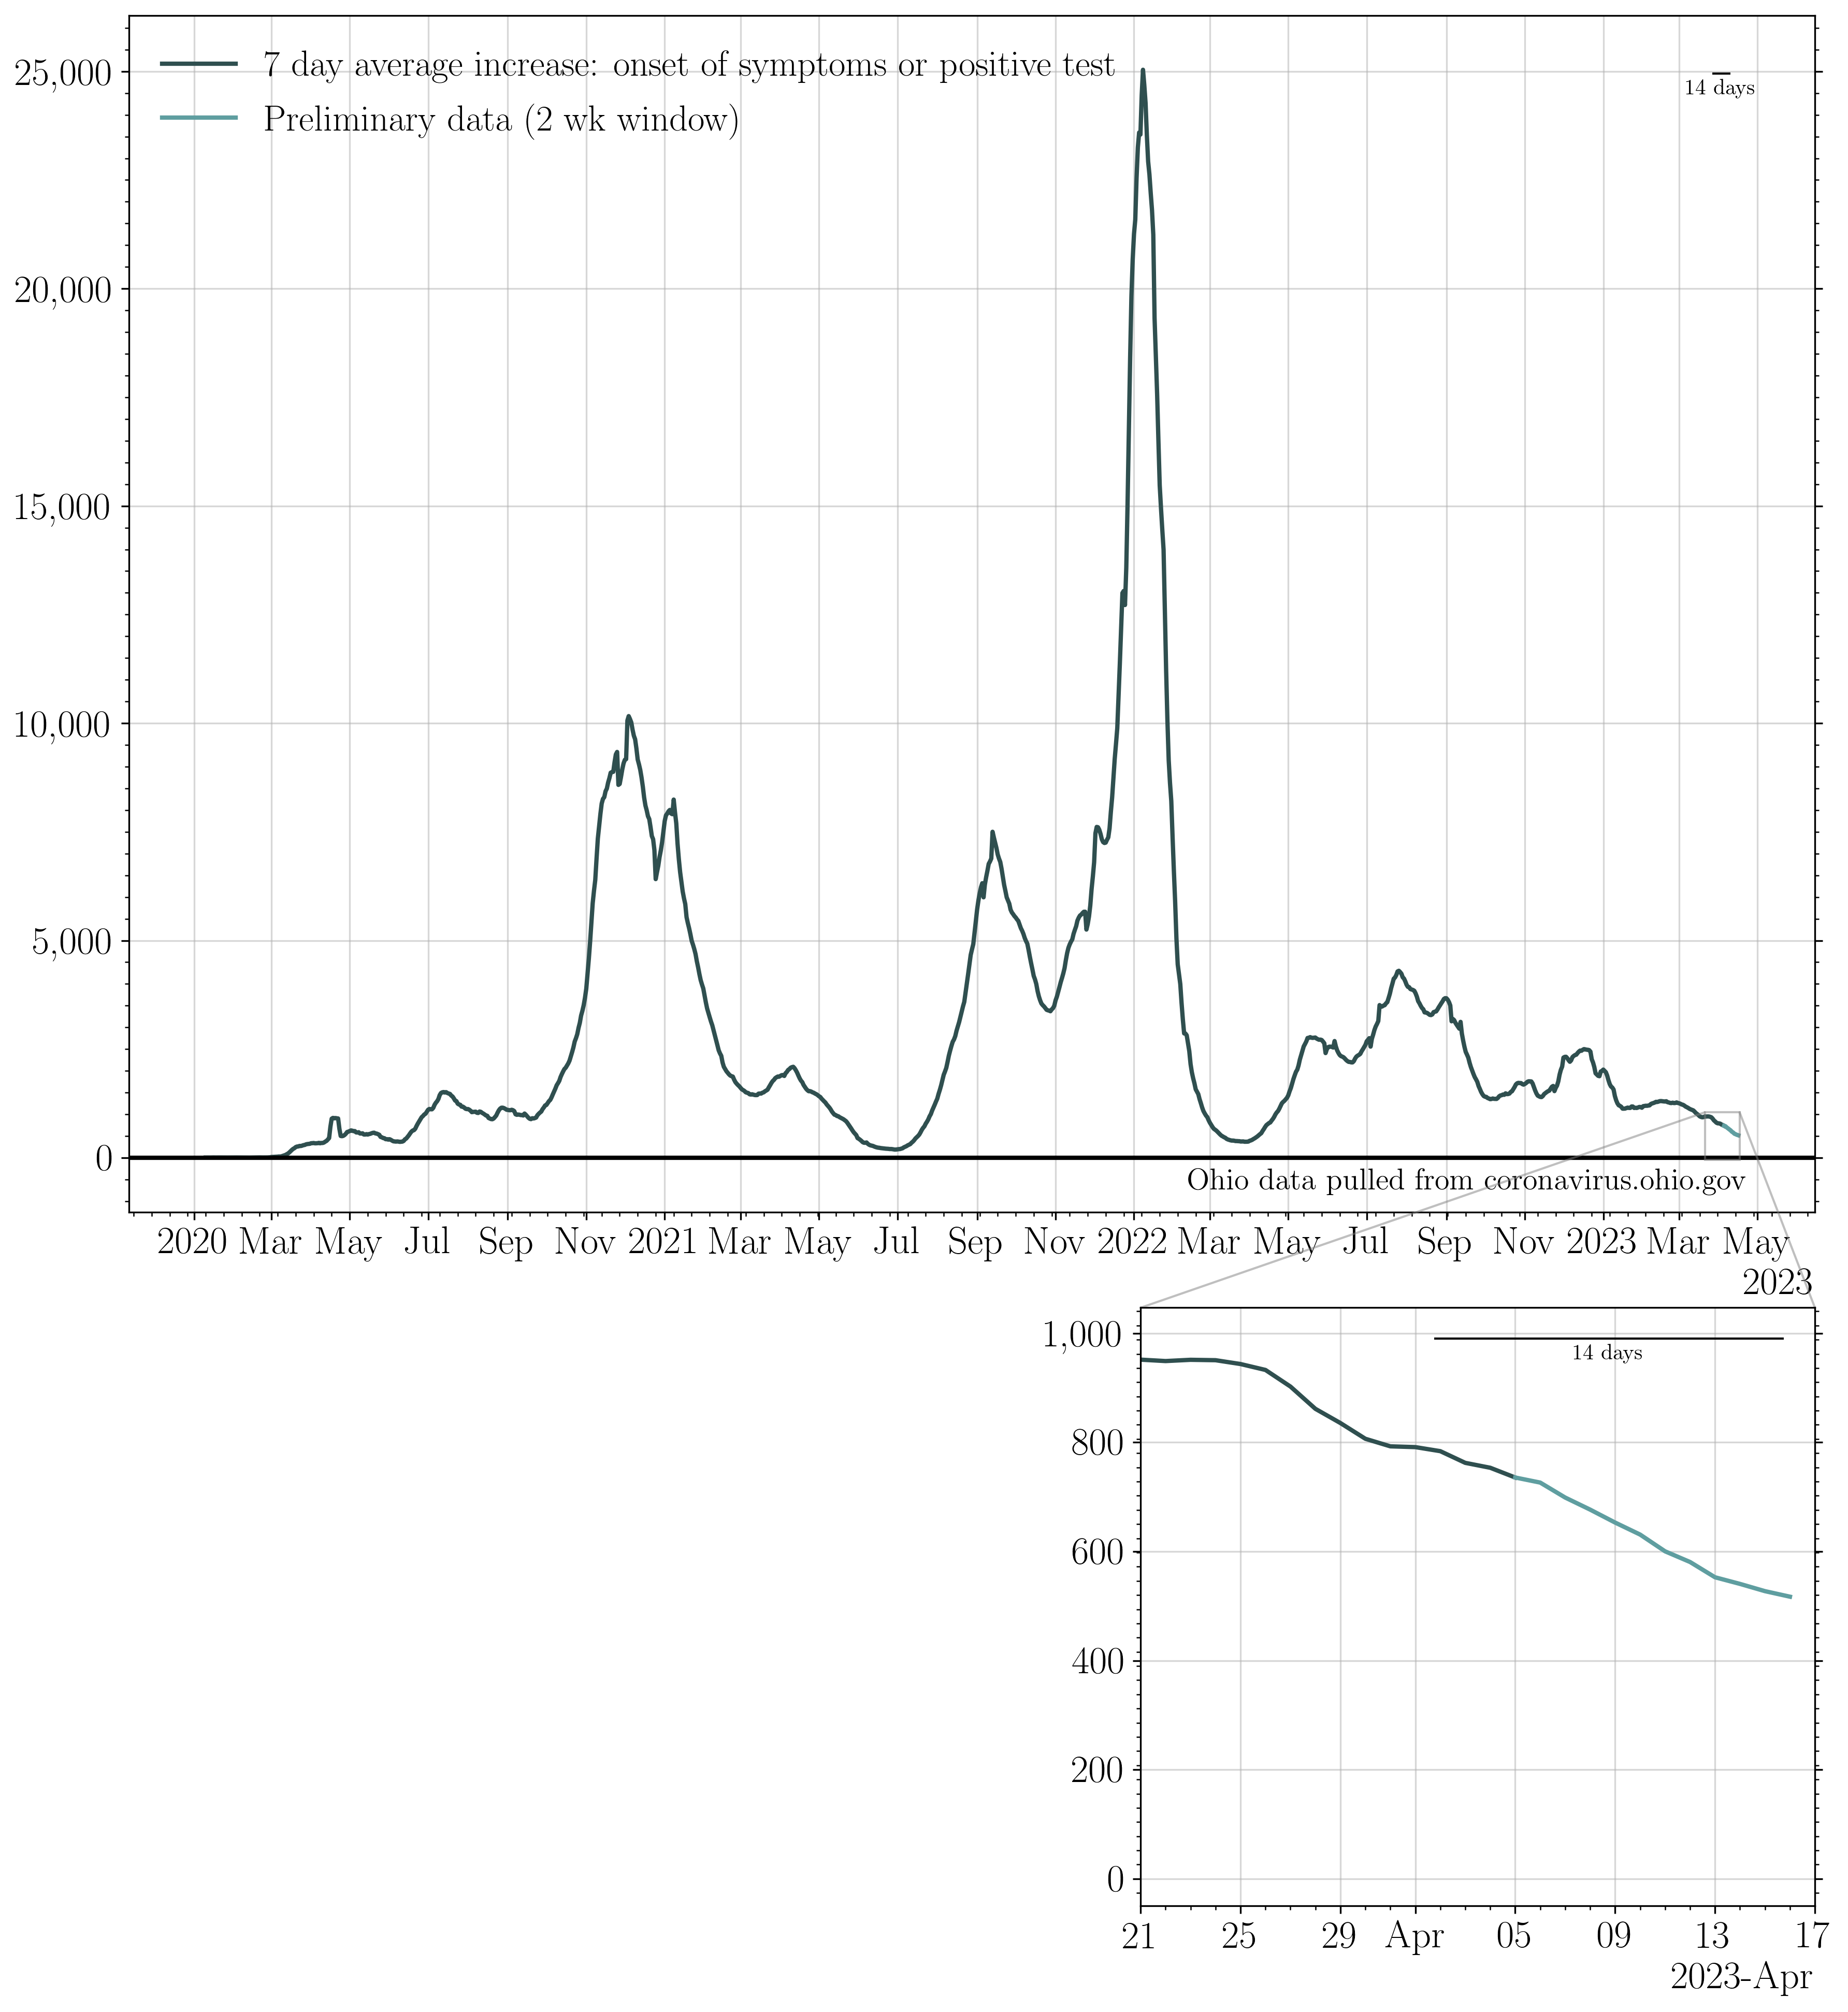 7 day average increase: onset of symptoms or positive test
Preliminary data (2 wk window)
14 days
25,000
20,000
15,000
10,000
5,000
0
Ohio data pulled from coronavirus.ohio.gov
2020 Mar May Jul Sep Nov 2021 Mar May Jul Sep Nov 2022 Mar May Jul Sep Nov 2023 Mar May
2023
1,000
14 days
800
600
400
200
0
21 25 29 Apr 05 09 13 17
2023-Apr